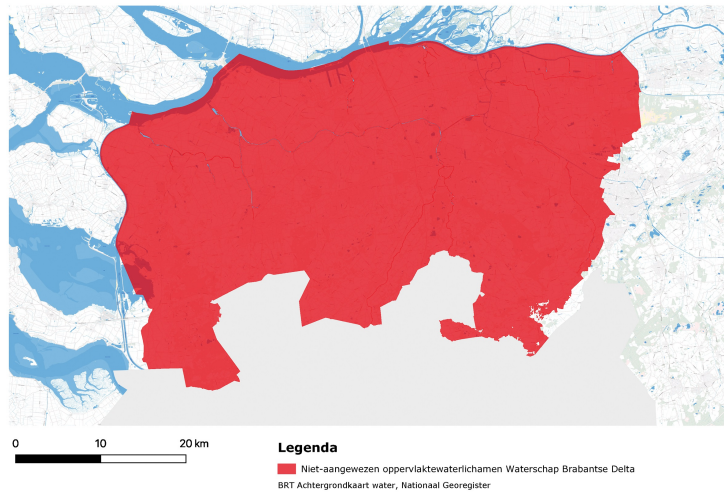 0 10 20 km
Legenda
Niet-aangewezen oppervlaktewaterlichamen Waterschap Brabantse Delta
BRT Achtergrondkaart water, Nationaal Georegister